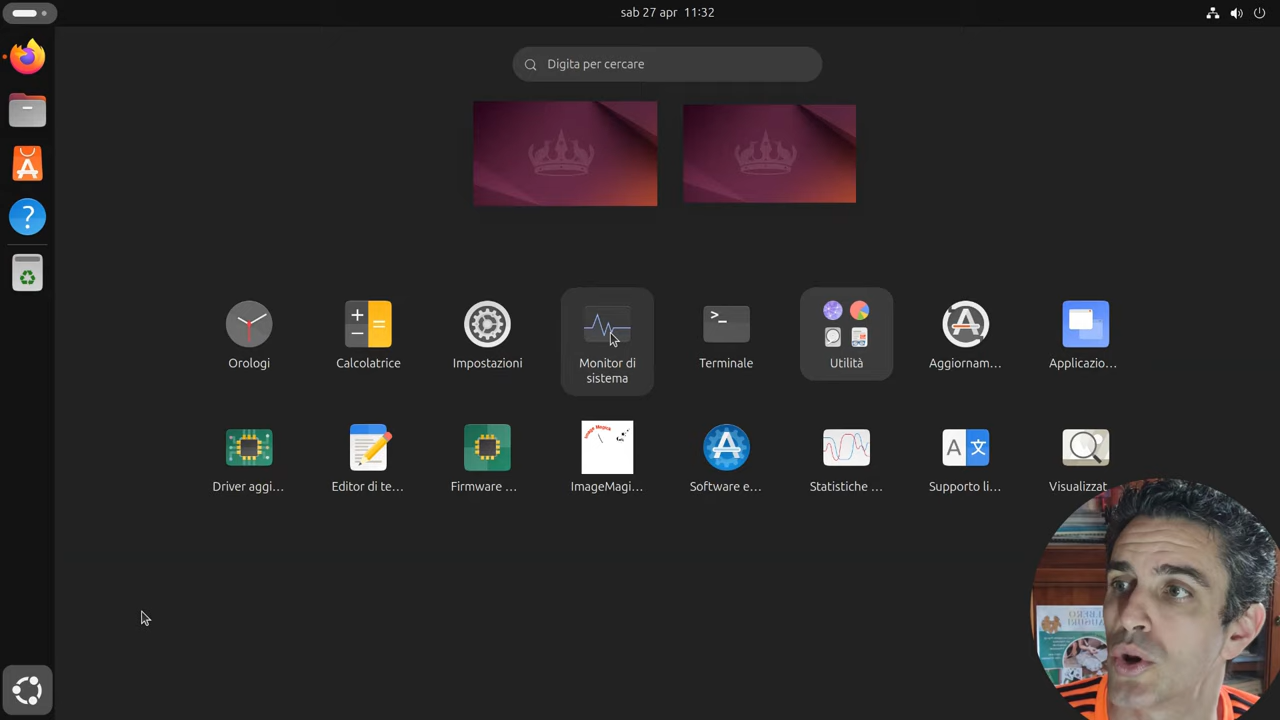 sab 27 apr 11:32
Digita per cercare
Orologi
Calcolatrice
Impostazioni
Monitor di
sistema
Terminale
Utilità
Aggiornam...
Applicazio...
Driver aggi...
Editor di te...
Firmware ...
ImageMagi...
Software e...
Statistiche ...
Supporto li...
Visualizzat